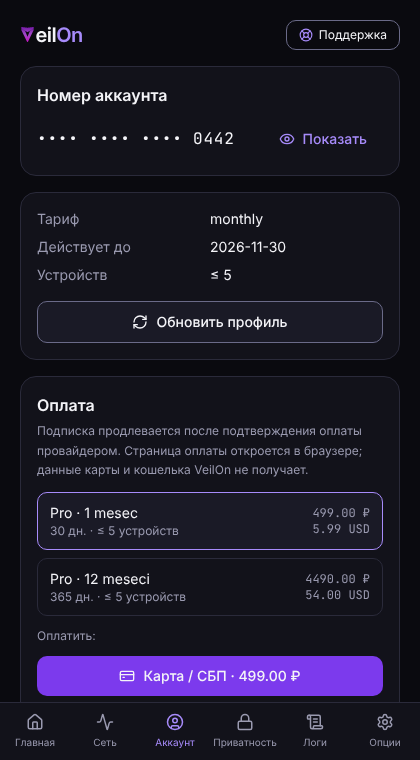 VeilOn
Поддержка
Номер аккаунта
•••• •••• •••• 0442
Показать
Тариф monthly
Действует до 2026-11-30
Устройств ≤ 5
Обновить профиль
Оплата
Подписка продлевается после подтверждения оплаты
провайдером. Страница оплаты откроется в браузере;
данные карты и кошелька VeilOn не получает.
Pro · 1 mesec 499.00 ₽
30 дн. · ≤ 5 устройств 5.99 USD
Pro · 12 meseci 4490.00 ₽
365 дн. · ≤ 5 устройств 54.00 USD
Оплатить:
Карта / СБП · 499.00 ₽
Главная Сеть Аккаунт Приватность Логи Опции